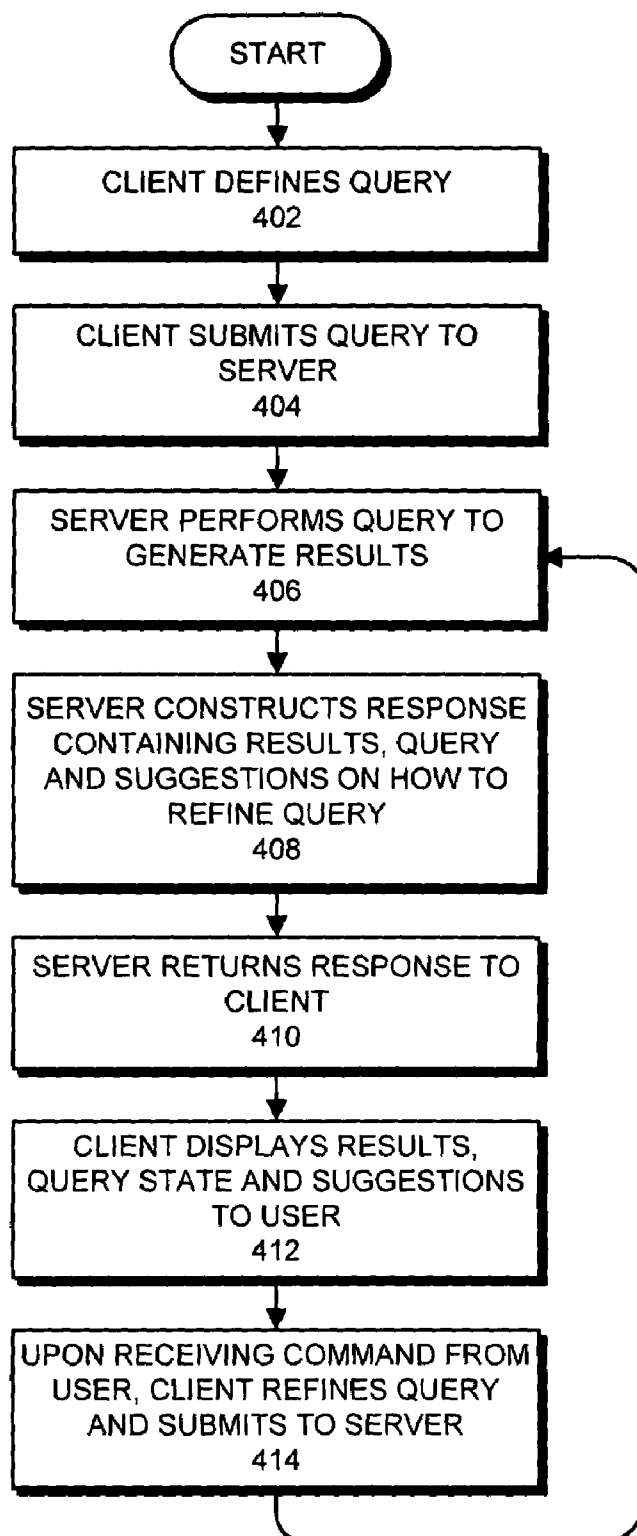 START
CLIENT DEFINES QUERY
402
CLIENT SUBMITS QUERY TO
SERVER
404
SERVER PERFORMS QUERY TO
GENERATE RESULTS
406
SERVER CONSTRUCTS RESPONSE
CONTAINING RESULTS, QUERY
AND SUGGESTIONS ON HOW TO
REFINE QUERY
408
SERVER RETURNS RESPONSE TO
CLIENT
410
CLIENT DISPLAYS RESULTS,
QUERY STATE AND SUGGESTIONS
TO USER
412
UPON RECEIVING COMMAND FROM
USER, CLIENT REFINES QUERY
AND SUBMITS TO SERVER
414